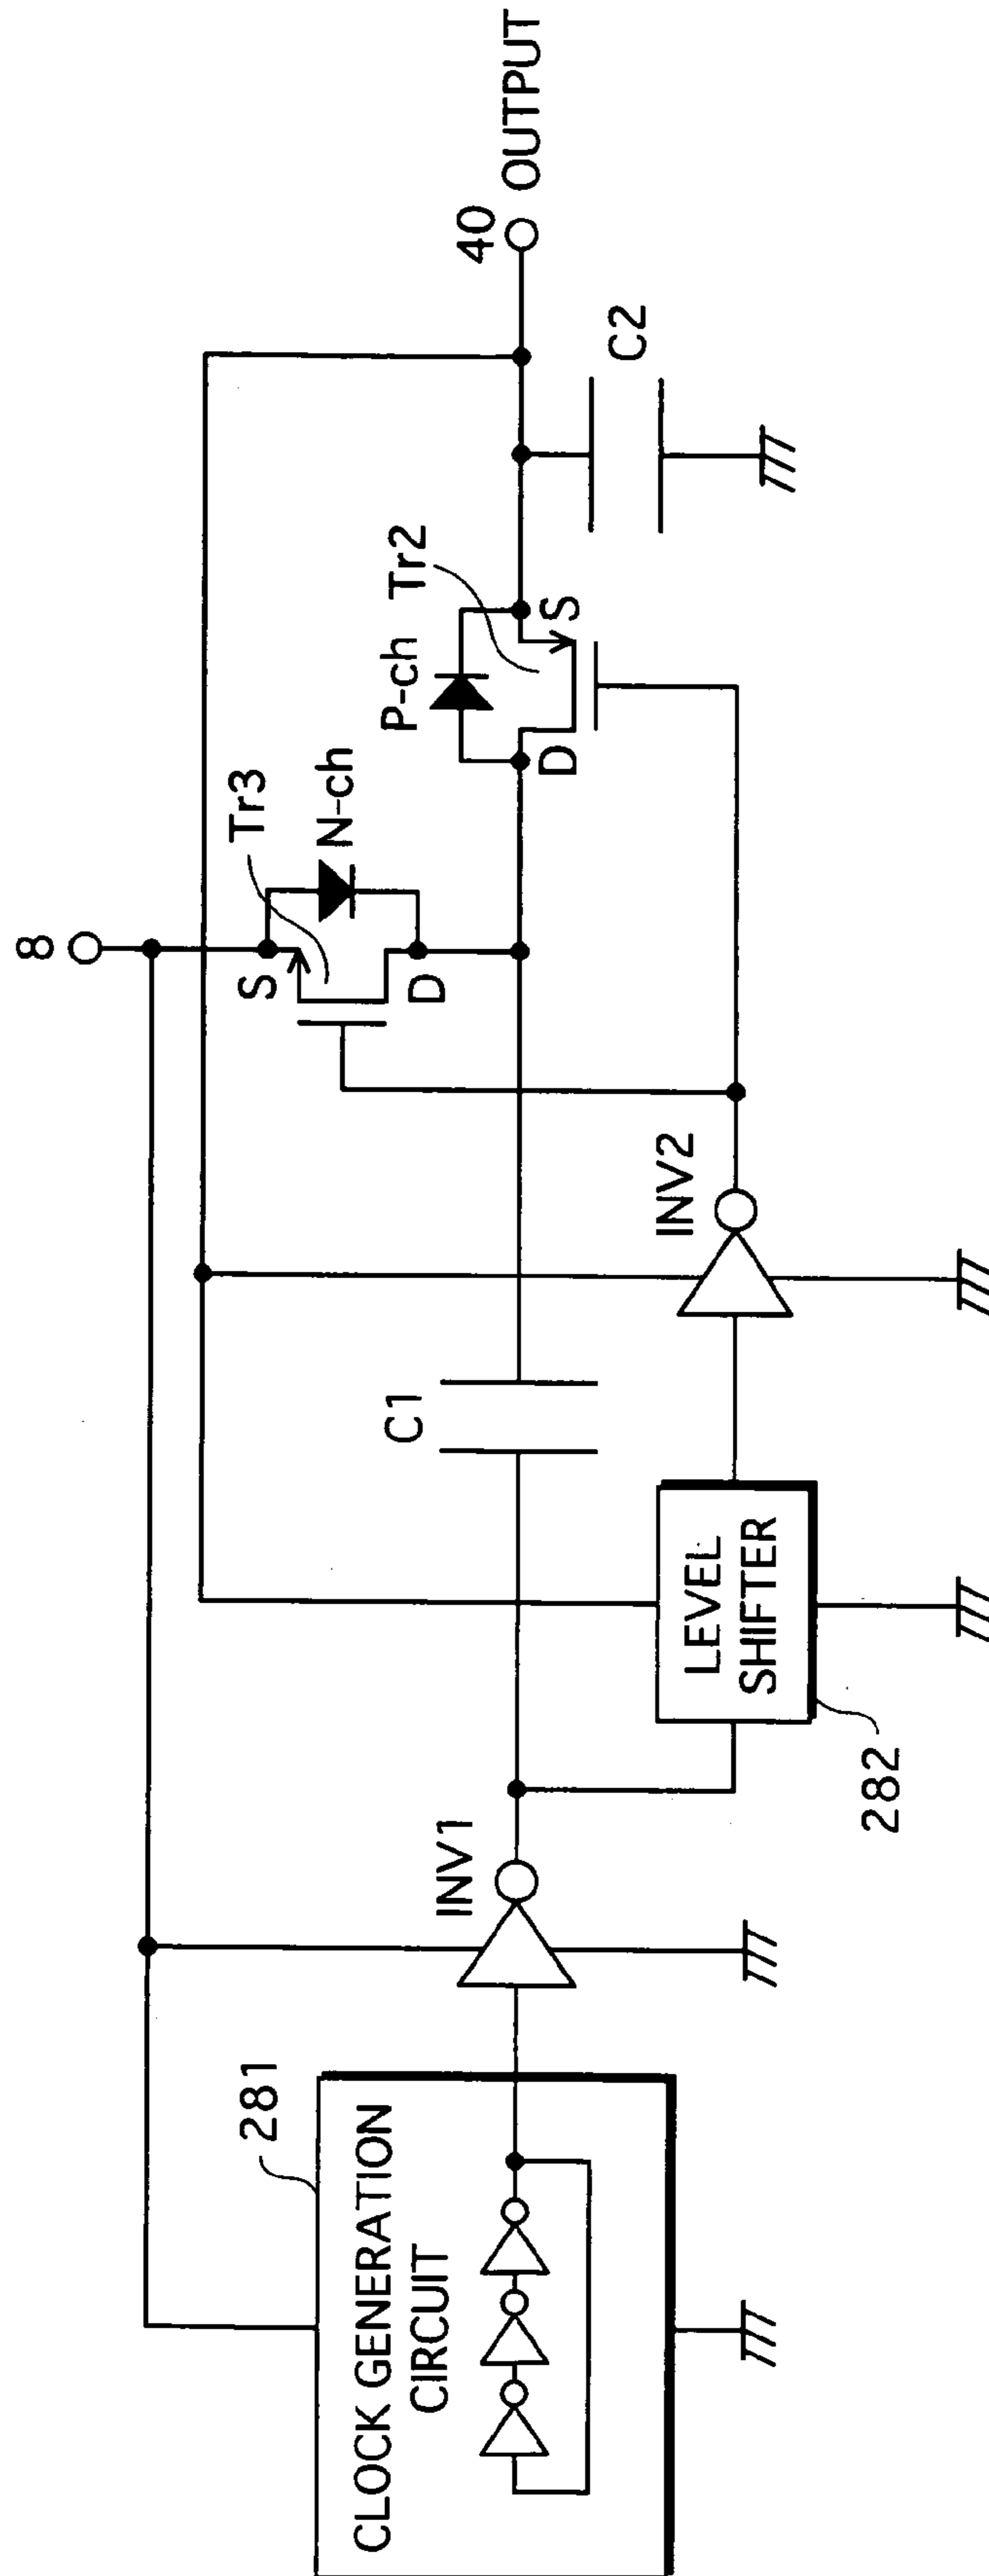 8
281
CLOCK GENERATION
CIRCUIT
INV1
C1
LEVEL
SHIFTER
282
INV2
Tr3
N-ch
S
D
P-ch
Tr2
D
S
C2
40
OUTPUT